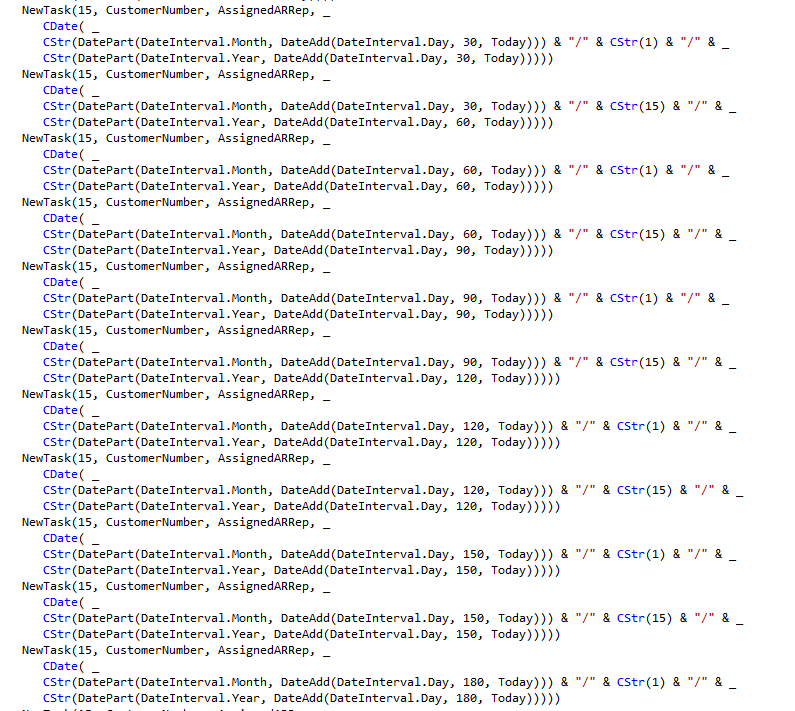 NewTask(15, CustomerNumber, AssignedARRep, _
CDate( _
CStr(DatePart(DateInterval.Month, DateAdd(DateInterval.Day, 30, Today))) & "/" & CStr(1) & "/" & _
CStr(DatePart(DateInterval.Year, DateAdd(DateInterval.Day, 30, Today)))))
NewTask(15, CustomerNumber, AssignedARRep, _
CDate( _
CStr(DatePart(DateInterval.Month, DateAdd(DateInterval.Day, 30, Today))) & "/" & CStr(15) & "/" & _
CStr(DatePart(DateInterval.Year, DateAdd(DateInterval.Day, 60, Today)))))
NewTask(15, CustomerNumber, AssignedARRep, _
CDate( _
CStr(DatePart(DateInterval.Month, DateAdd(DateInterval.Day, 60, Today))) & "/" & CStr(1) & "/" & _
CStr(DatePart(DateInterval.Year, DateAdd(DateInterval.Day, 60, Today)))))
NewTask(15, CustomerNumber, AssignedARRep, _
CDate( _
CStr(DatePart(DateInterval.Month, DateAdd(DateInterval.Day, 60, Today))) & "/" & CStr(15) & "/" & _
CStr(DatePart(DateInterval.Year, DateAdd(DateInterval.Day, 90, Today)))))
NewTask(15, CustomerNumber, AssignedARRep, _
CDate( _
CStr(DatePart(DateInterval.Month, DateAdd(DateInterval.Day, 90, Today))) & "/" & CStr(1) & "/" & _
CStr(DatePart(DateInterval.Year, DateAdd(DateInterval.Day, 90, Today)))))
NewTask(15, CustomerNumber, AssignedARRep, _
CDate( _
CStr(DatePart(DateInterval.Month, DateAdd(DateInterval.Day, 90, Today))) & "/" & CStr(15) & "/" & _
CStr(DatePart(DateInterval.Year, DateAdd(DateInterval.Day, 120, Today)))))
NewTask(15, CustomerNumber, AssignedARRep, _
CDate( _
CStr(DatePart(DateInterval.Month, DateAdd(DateInterval.Day, 120, Today))) & "/" & CStr(1) & "/" & _
CStr(DatePart(DateInterval.Year, DateAdd(DateInterval.Day, 120, Today)))))
NewTask(15, CustomerNumber, AssignedARRep, _
CDate( _
CStr(DatePart(DateInterval.Month, DateAdd(DateInterval.Day, 120, Today))) & "/" & CStr(15) & "/" & _
CStr(DatePart(DateInterval.Year, DateAdd(DateInterval.Day, 120, Today)))))
NewTask(15, CustomerNumber, AssignedARRep, _
CDate( _
CStr(DatePart(DateInterval.Month, DateAdd(DateInterval.Day, 150, Today))) & "/" & CStr(1) & "/" & _
CStr(DatePart(DateInterval.Year, DateAdd(DateInterval.Day, 150, Today)))))
NewTask(15, CustomerNumber, AssignedARRep, _
CDate( _
CStr(DatePart(DateInterval.Month, DateAdd(DateInterval.Day, 150, Today))) & "/" & CStr(15) & "/" & _
CStr(DatePart(DateInterval.Year, DateAdd(DateInterval.Day, 150, Today)))))
NewTask(15, CustomerNumber, AssignedARRep, _
CDate( _
CStr(DatePart(DateInterval.Month, DateAdd(DateInterval.Day, 180, Today))) & "/" & CStr(1) & "/" & _
CStr(DatePart(DateInterval.Year, DateAdd(DateInterval.Day, 180, Today)))))